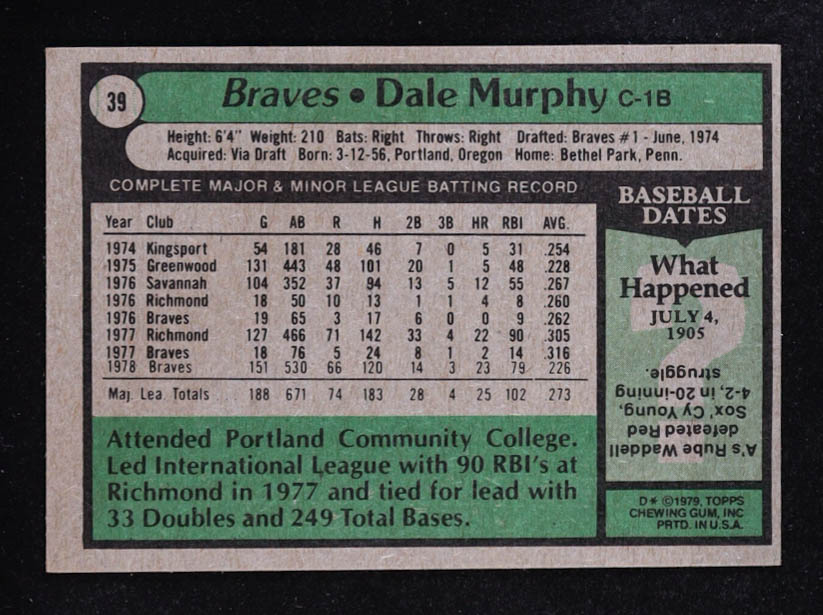 39
Braves • Dale Murphy C-1B
Height: 6'4" Weight: 210 Bats: Right Throws: Right Drafted: Braves #1 - June, 1974
Acquired: Via Draft Born: 3-12-56, Portland, Oregon Home: Bethel Park, Penn.
COMPLETE MAJOR & MINOR LEAGUE BATTING RECORD
Year Club G AB R H 2B 3B HR RBI AVG.
1974 Kingsport 54 181 28 46 7 0 5 31 .254
1975 Greenwood 131 443 48 101 20 1 5 48 .228
1976 Savannah 104 352 37 94 13 5 12 55 .267
1976 Richmond 18 50 10 13 1 1 4 8 .260
1976 Braves 19 65 3 17 6 0 0 9 .262
1977 Richmond 127 466 71 142 33 4 22 90 .305
1977 Braves 18 76 5 24 8 1 2 14 .316
1978 Braves 151 530 66 120 14 3 23 79 .226
Maj. Lea. Totals 188 671 74 183 28 4 25 102 .273
Attended Portland Community College.
Led International League with 90 RBI's at
Richmond in 1977 and tied for lead with
33 Doubles and 249 Total Bases.
BASEBALL
DATES
What
Happened
JULY 4,
1905
?
A's Rube Waddell
defeated Red
Sox' Cy Young,
4-2, in 20-inning
struggle.
D* ©1979, TOPPS
CHEWING GUM, INC
PRTD. IN U.S.A.